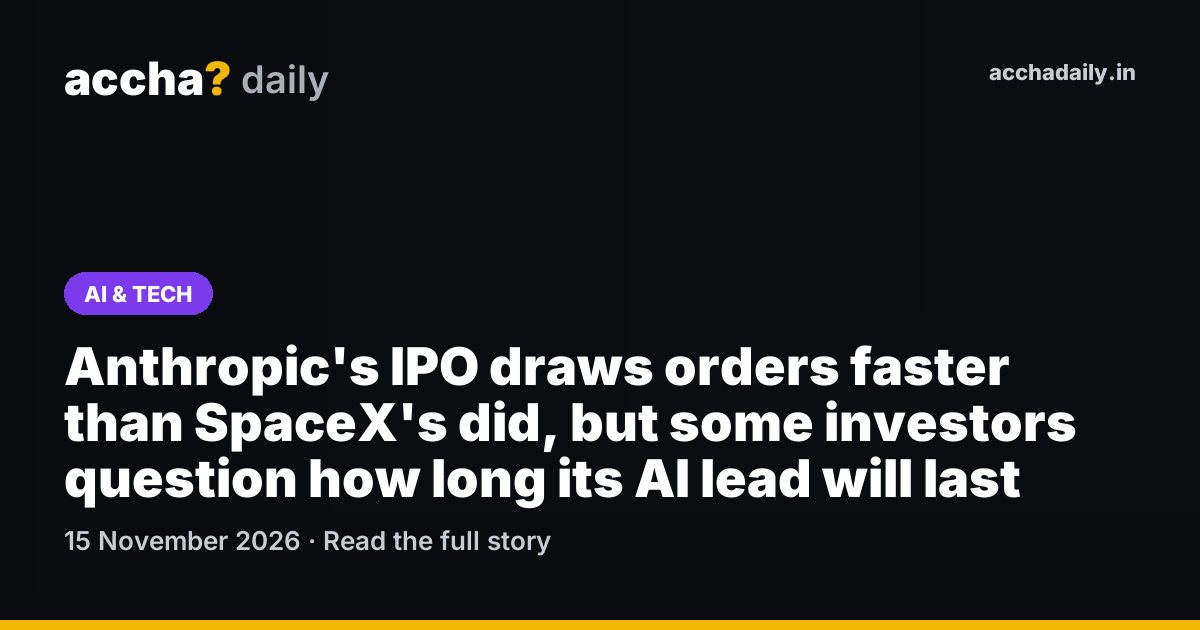 accha? daily
acchadaily.in
AI & TECH
Anthropic's IPO draws orders faster
than SpaceX's did, but some investors
question how long its AI lead will last
15 November 2026 · Read the full story